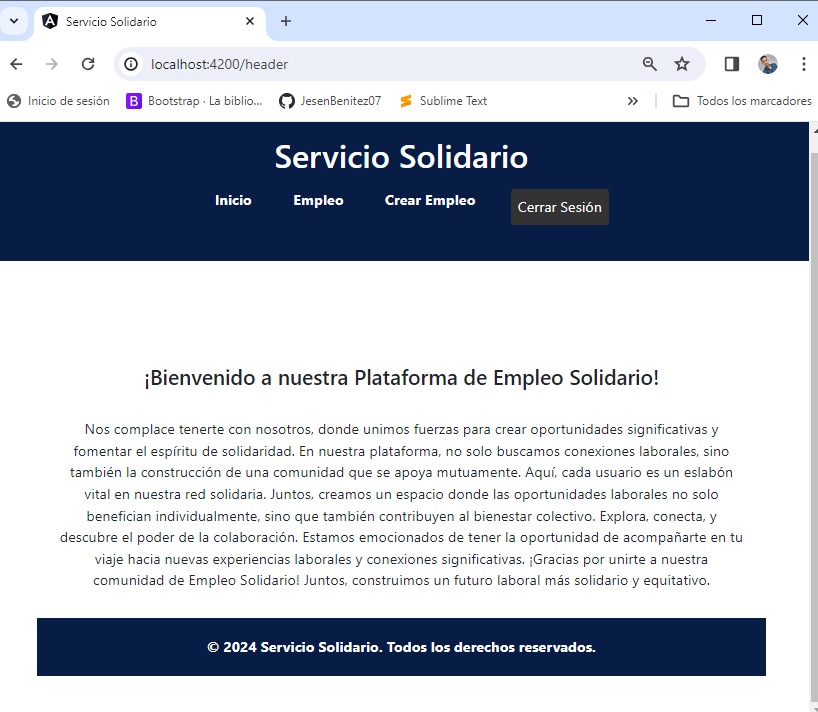 Servicio Solidario
localhost:4200/header
Inicio de sesión
B
Bootstrap · La biblio...
JesenBenitez07
Sublime Text
Todos los marcadores
Servicio Solidario
Inicio
Empleo
Crear Empleo
Cerrar Sesión
¡Bienvenido a nuestra Plataforma de Empleo Solidario!
Nos complace tenerte con nosotros, donde unimos fuerzas para crear oportunidades significativas y
fomentar el espíritu de solidaridad. En nuestra plataforma, no solo buscamos conexiones laborales, sino
también la construcción de una comunidad que se apoya mutuamente. Aquí, cada usuario es un eslabón
vital en nuestra red solidaria. Juntos, creamos un espacio donde las oportunidades laborales no solo
benefician individualmente, sino que también contribuyen al bienestar colectivo. Explora, conecta, y
descubre el poder de la colaboración. Estamos emocionados de tener la oportunidad de acompañarte en tu
viaje hacia nuevas experiencias laborales y conexiones significativas. ¡Gracias por unirte a nuestra
comunidad de Empleo Solidario! Juntos, construimos un futuro laboral más solidario y equitativo.
© 2024 Servicio Solidario. Todos los derechos reservados.